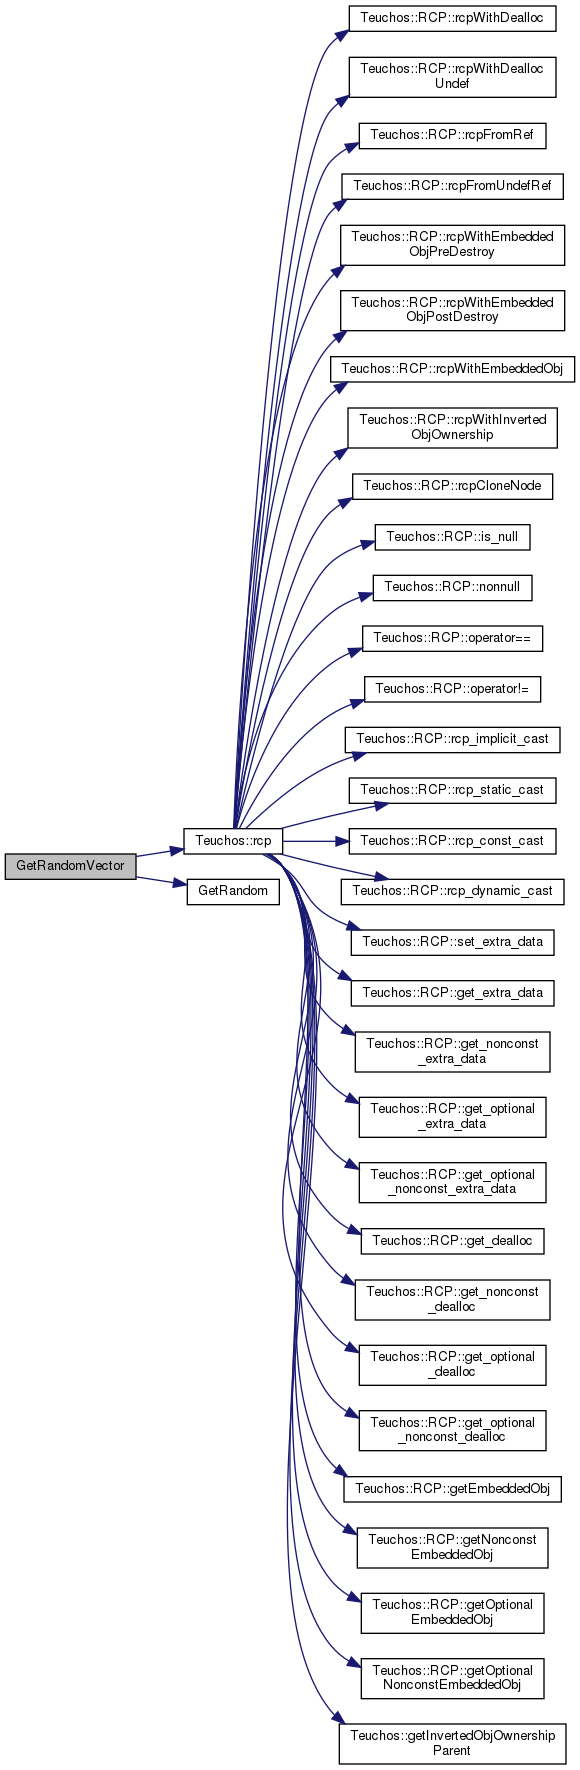 Teuchos::RCP::rcpWithDealloc
Teuchos::RCP::rcpWithDealloc
Undef
Teuchos::RCP::rcpFromRef
Teuchos::RCP::rcpFromUndefRef
Teuchos::RCP::rcpWithEmbedded
ObjPreDestroy
Teuchos::RCP::rcpWithEmbedded
ObjPostDestroy
Teuchos::RCP::rcpWithEmbeddedObj
Teuchos::RCP::rcpWithInverted
ObjOwnership
Teuchos::RCP::rcpCloneNode
Teuchos::RCP::is_null
Teuchos::RCP::nonnull
Teuchos::RCP::operator==
Teuchos::RCP::operator!=
Teuchos::RCP::rcp_implicit_cast
Teuchos::RCP::rcp_static_cast
Teuchos::rcp
Teuchos::RCP::rcp_const_cast
GetRandomVector
GetRandom
Teuchos::RCP::rcp_dynamic_cast
Teuchos::RCP::set_extra_data
Teuchos::RCP::get_extra_data
Teuchos::RCP::get_nonconst
_extra_data
Teuchos::RCP::get_optional
_extra_data
Teuchos::RCP::get_optional
_nonconst_extra_data
Teuchos::RCP::get_dealloc
Teuchos::RCP::get_nonconst
_dealloc
Teuchos::RCP::get_optional
_dealloc
Teuchos::RCP::get_optional
_nonconst_dealloc
Teuchos::RCP::getEmbeddedObj
Teuchos::RCP::getNonconst
EmbeddedObj
Teuchos::RCP::getOptional
EmbeddedObj
Teuchos::RCP::getOptional
NonconstEmbeddedObj
Teuchos::getInvertedObjOwnership
Parent